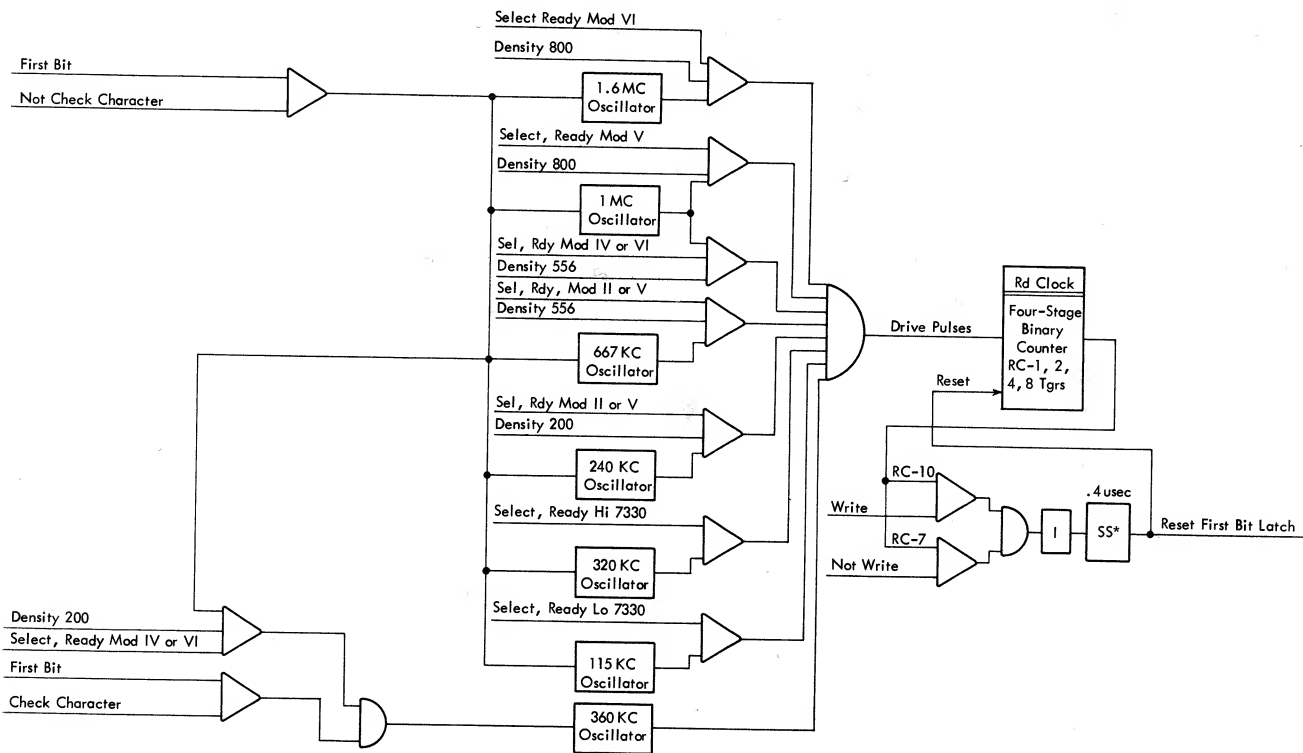 Select Ready Mod VI
Density 800
First Bit
Not Check Character
1.6 MC
Oscillator
Select, Ready Mod V
Density 800
1 MC
Oscillator
Sel, Rdy Mod IV or VI
Density 556
Sel, Rdy, Mod II or V
Density 556
667 KC
Oscillator
Sel, Rdy Mod II or V
Density 200
240 KC
Oscillator
Select, Ready Hi 7330
320 KC
Oscillator
Select, Ready Lo 7330
115 KC
Oscillator
Density 200
Select, Ready Mod IV or VI
First Bit
Check Character
360 KC
Oscillator
Drive Pulses
Rd Clock
Four-Stage
Binary
Counter
RC-1, 2,
4, 8 Tgrs
Reset
RC-10
Write
RC-7
Not Write
I
.4 usec
SS*
Reset First Bit Latch